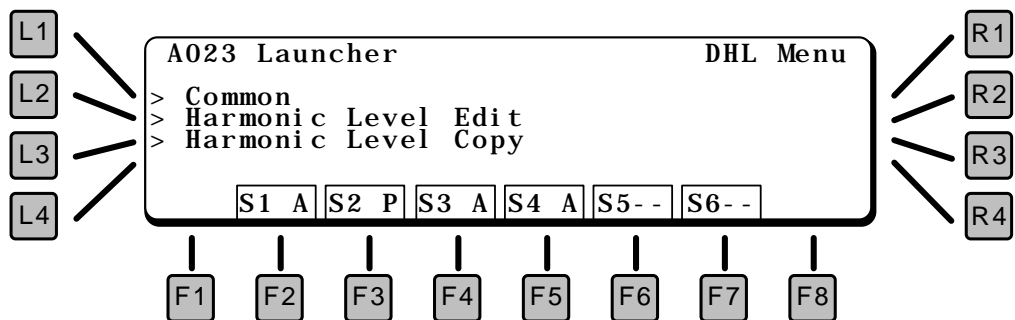 L1
R1
A023 Launcher DHL Menu
L2
R2
> Common
> Harmonic Level Edit
> Harmonic Level Copy
L3
R3
L4
R4
S1 A S2 P S3 A S4 A S5-- S6--
F1 F2 F3 F4 F5 F6 F7 F8